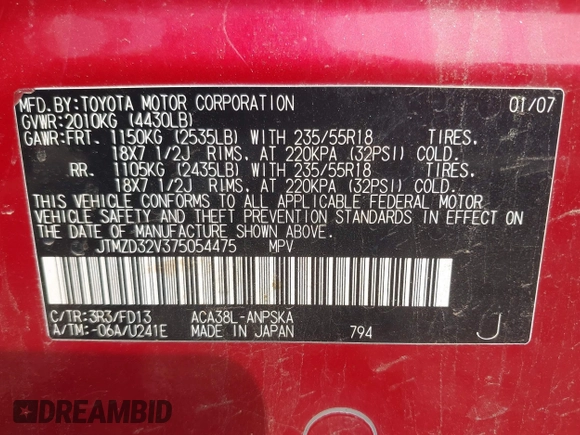 MFD. BY: TOYOTA MOTOR CORPORATION 01/07
GVWR: 2010KG (4430LB)
GAWR: FRT. 1150KG (2535LB) WITH 235/55R18 TIRES.
18X7 1/2J RIMS. AT 220KPA (32PSI) COLD.
RR. 1105KG (2435LB) WITH 235/55R18 TIRES.
18X7 1/2J RIMS. AT 220KPA (32PSI) COLD.
THIS VEHICLE CONFORMS TO ALL APPLICABLE FEDERAL MOTOR
VEHICLE SAFETY AND THEFT PREVENTION STANDARDS IN EFFECT ON
THE DATE OF MANUFACTURE SHOWN ABOVE.
JTMZD32V375054475 MPV
C/TR: 3R3/FD13 ACA38L-ANPSKA
A/TM: -06A/U241E MADE IN JAPAN 794 J
DREAMBID